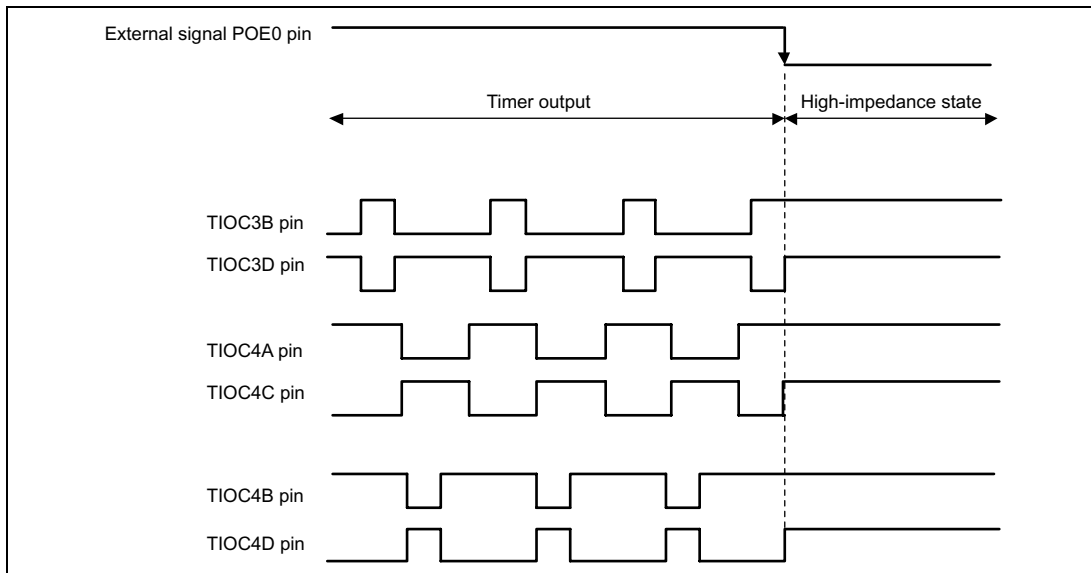 External signal POE0 pin
Timer output
High-impedance state
TIOC3B pin
TIOC3D pin
TIOC4A pin
TIOC4C pin
TIOC4B pin
TIOC4D pin